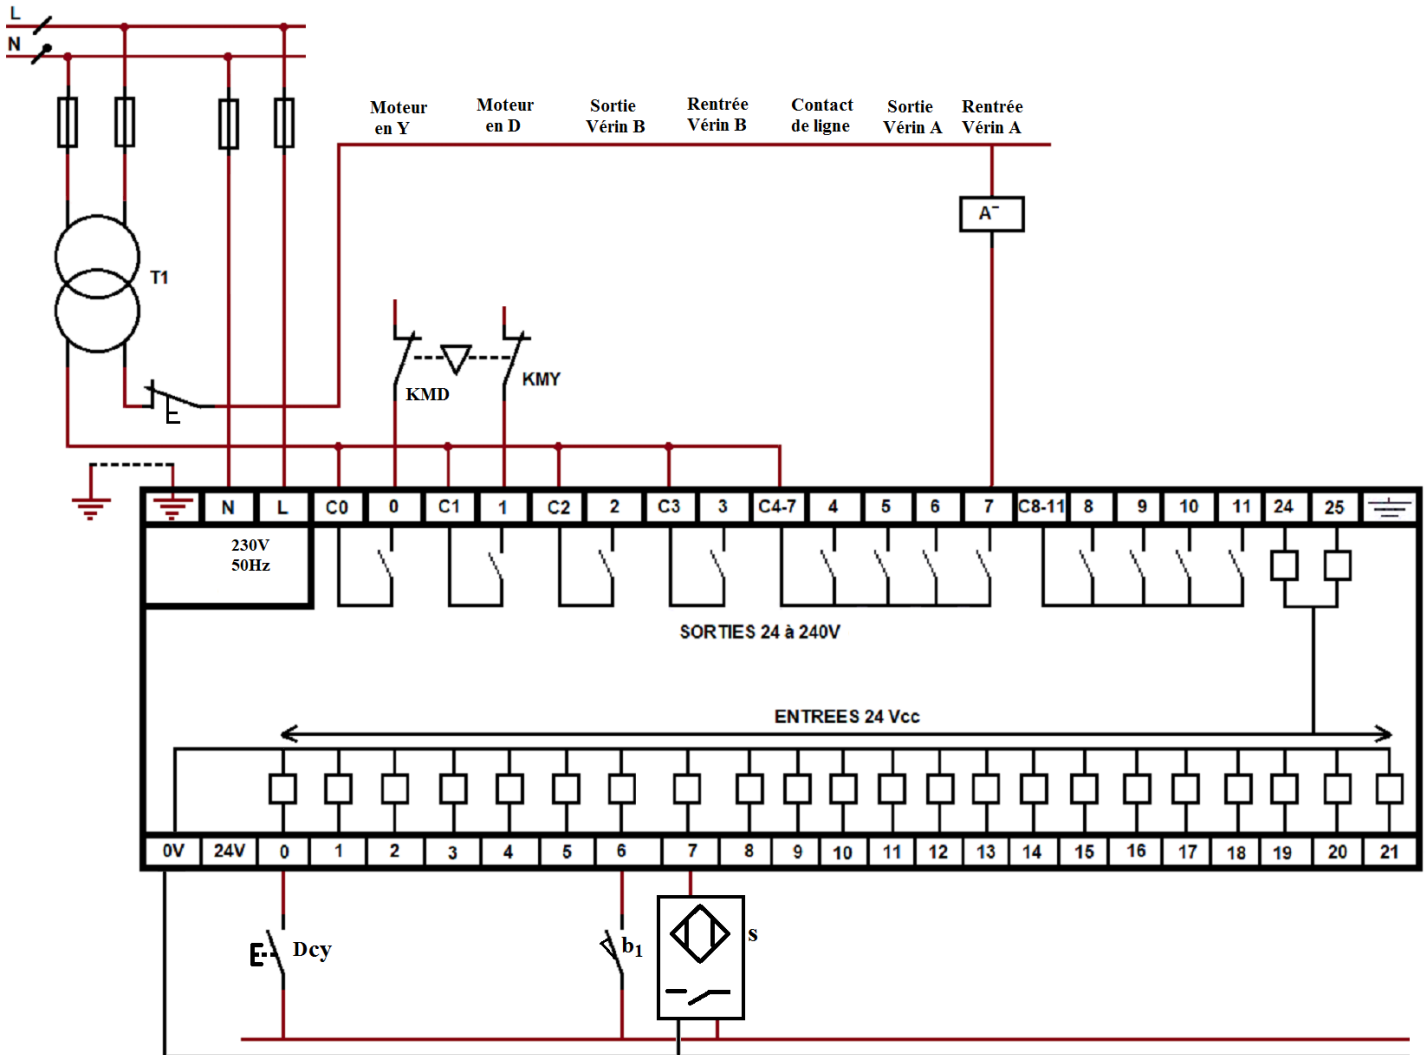 L
N
Moteur
en Y
Moteur
en D
Sortie
Vérin B
Rentrée
Vérin B
Contact
de ligne
Sortie
Vérin A
Rentrée
Vérin A
A⁻
T1
KMD
KMY
N L C0 0 C1 1 C2 2 C3 3 C4-7 4 5 6 7 C8-11 8 9 10 11 24 25
230V
50Hz
SORTIES 24 à 240V
ENTREES 24 Vcc
0V 24V 0 1 2 3 4 5 6 7 8 9 10 11 12 13 14 15 16 17 18 19 20 21
Dcy
b₁
s